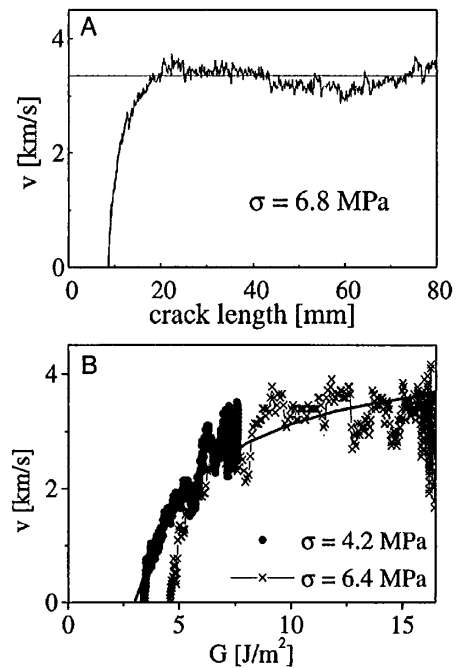 A
4
2
0
v [km/s]
σ = 6.8 MPa
0 20 40 60 80
crack length [mm]
B
4
2
0
v [km/s]
σ = 4.2 MPa
σ = 6.4 MPa
0 5 10 15
G [J/m²]